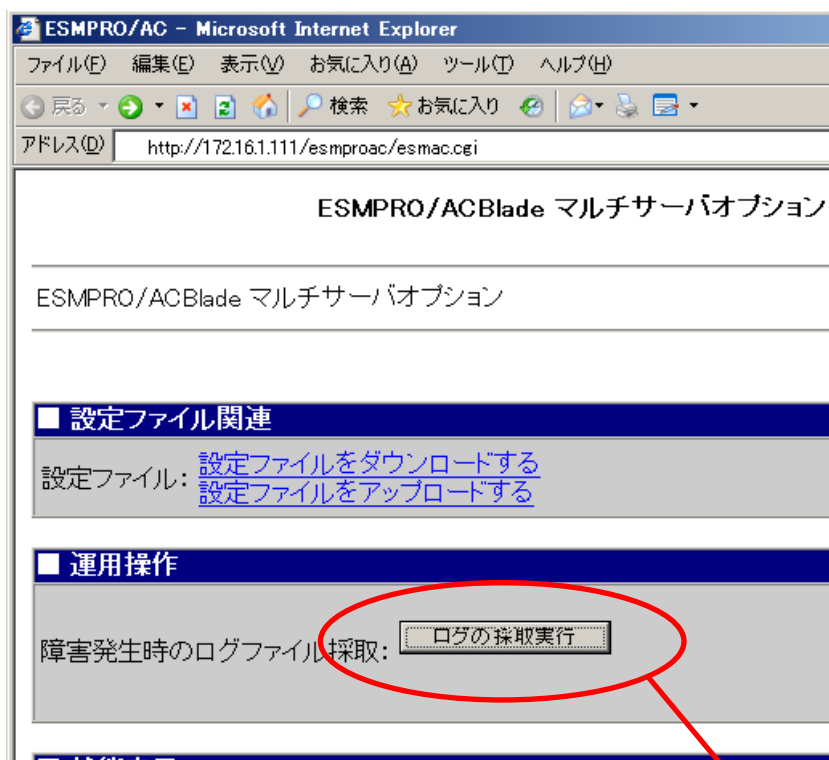 ESMPRO/AC - Microsoft Internet Explorer
ファイル(F) 編集(E) 表示(V) お気に入り(A) ツール(T) ヘルプ(H)
戻る 検索 お気に入り
アドレス(D) http://172.16.1.111/esmproac/esmac.cgi
ESMPRO/ACBlade マルチサーバオプション
ESMPRO/ACBlade マルチサーバオプション
■ 設定ファイル関連
設定ファイル: 設定ファイルをダウンロードする
設定ファイルをアップロードする
■ 運用操作
障害発生時のログファイル採取: ログの採取実行